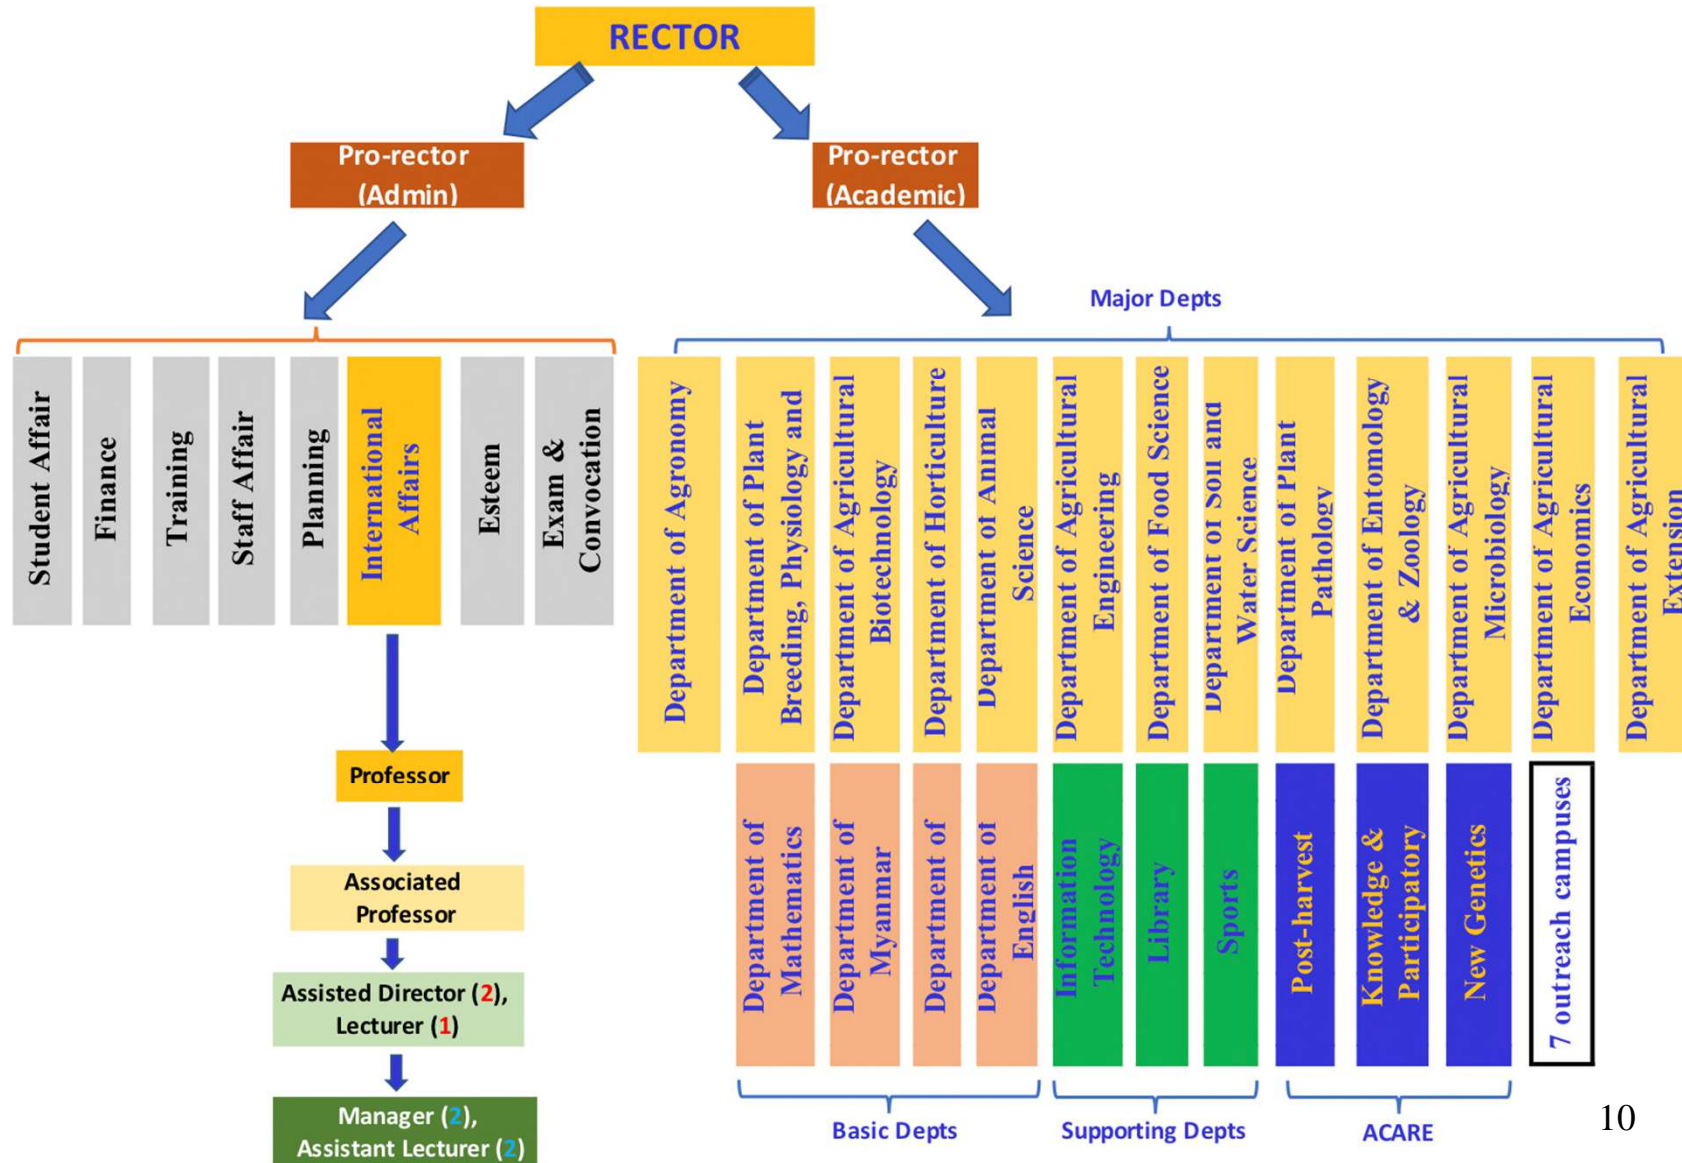 RECTOR
Pro-rector
(Admin)
Pro-rector
(Academic)
Major Depts
Student Affair
Finance
Training
Staff Affair
Planning
International
Affairs
Esteem
Exam &
Convocation
Department of Agronomy
Department of Plant
Breeding, Physiology and
Department of Agricultural
Biotechnology
Department of Horticulture
Department of Animal
Science
Department of Agricultural
Engineering
Department of Food Science
Department of Soil and
Water Science
Department of Plant
Pathology
Department of Entomology
& Zoology
Department of Agricultural
Microbiology
Department of Agricultural
Economics
Department of Agricultural
Extension
Professor
Associated
Professor
Assisted Director (2),
Lecturer (1)
Manager (2),
Assistant Lecturer (2)
Department of
Mathematics
Department of
Myanmar
Department of
Department of
English
Information
Technology
Library
Sports
Post-harvest
Knowledge &
Participatory
New Genetics
7 outreach campuses
Basic Depts
Supporting Depts
ACARE
10